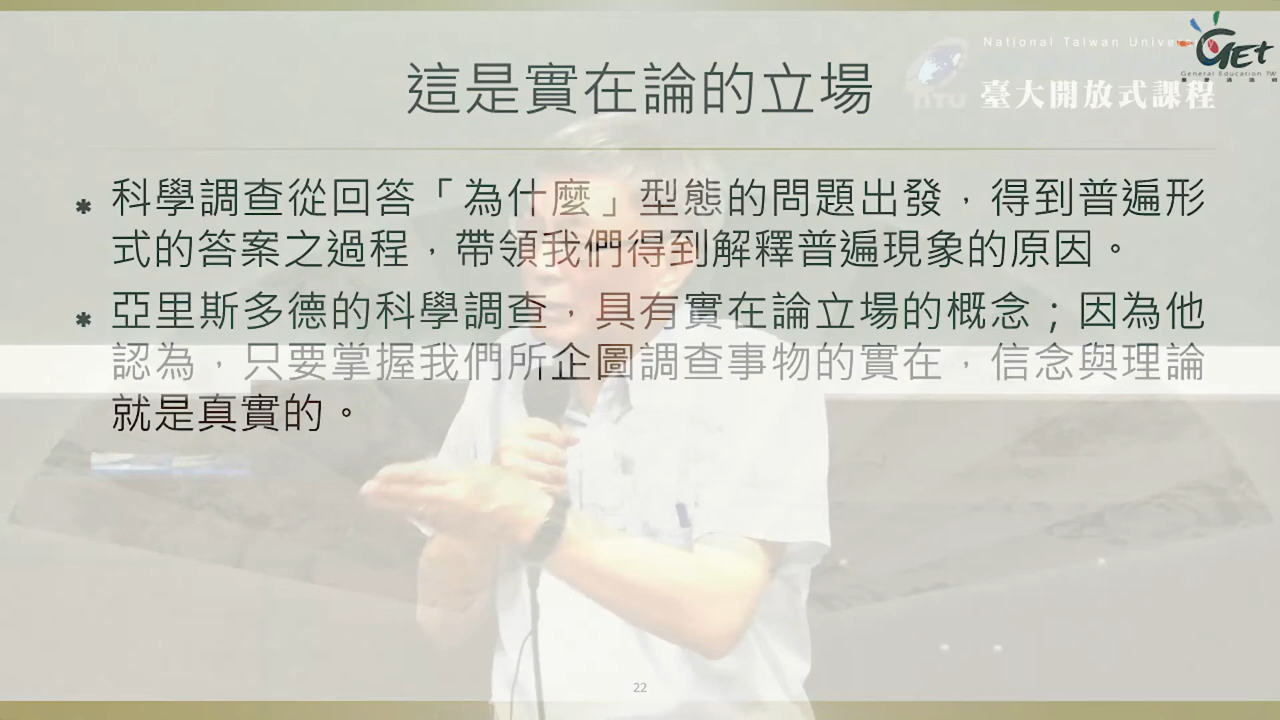 National Taiwan University
GEt
General Education TW
臺大開放式課程
這是實在論的立場
科學調查從回答「為什麼」型態的問題出發，得到普遍形
式的答案之過程，帶領我們得到解釋普遍現象的原因。
亞里斯多德的科學調查，具有實在論立場的概念；因為他
認為，只要掌握我們所企圖調查事物的實在，信念與理論
就是真實的。
22